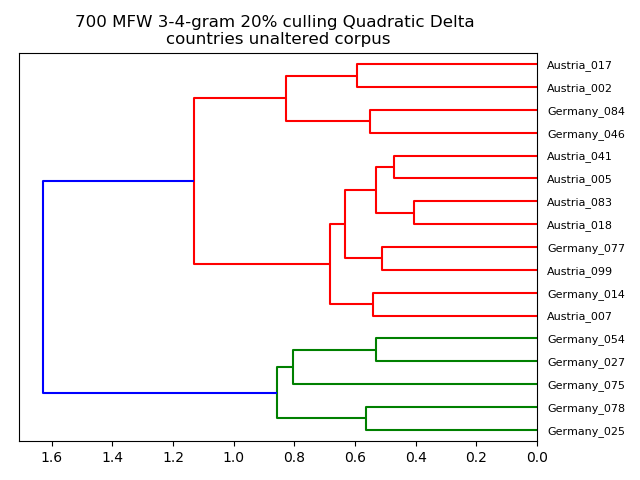 700 MFW 3-4-gram 20% culling Quadratic Delta
countries unaltered corpus
Austria_017
Austria_002
Germany_084
Germany_046
Austria_041
Austria_005
Austria_083
Austria_018
Germany_077
Austria_099
Germany_014
Austria_007
Germany_054
Germany_027
Germany_075
Germany_078
Germany_025
1.6 1.4 1.2 1.0 0.8 0.6 0.4 0.2 0.0